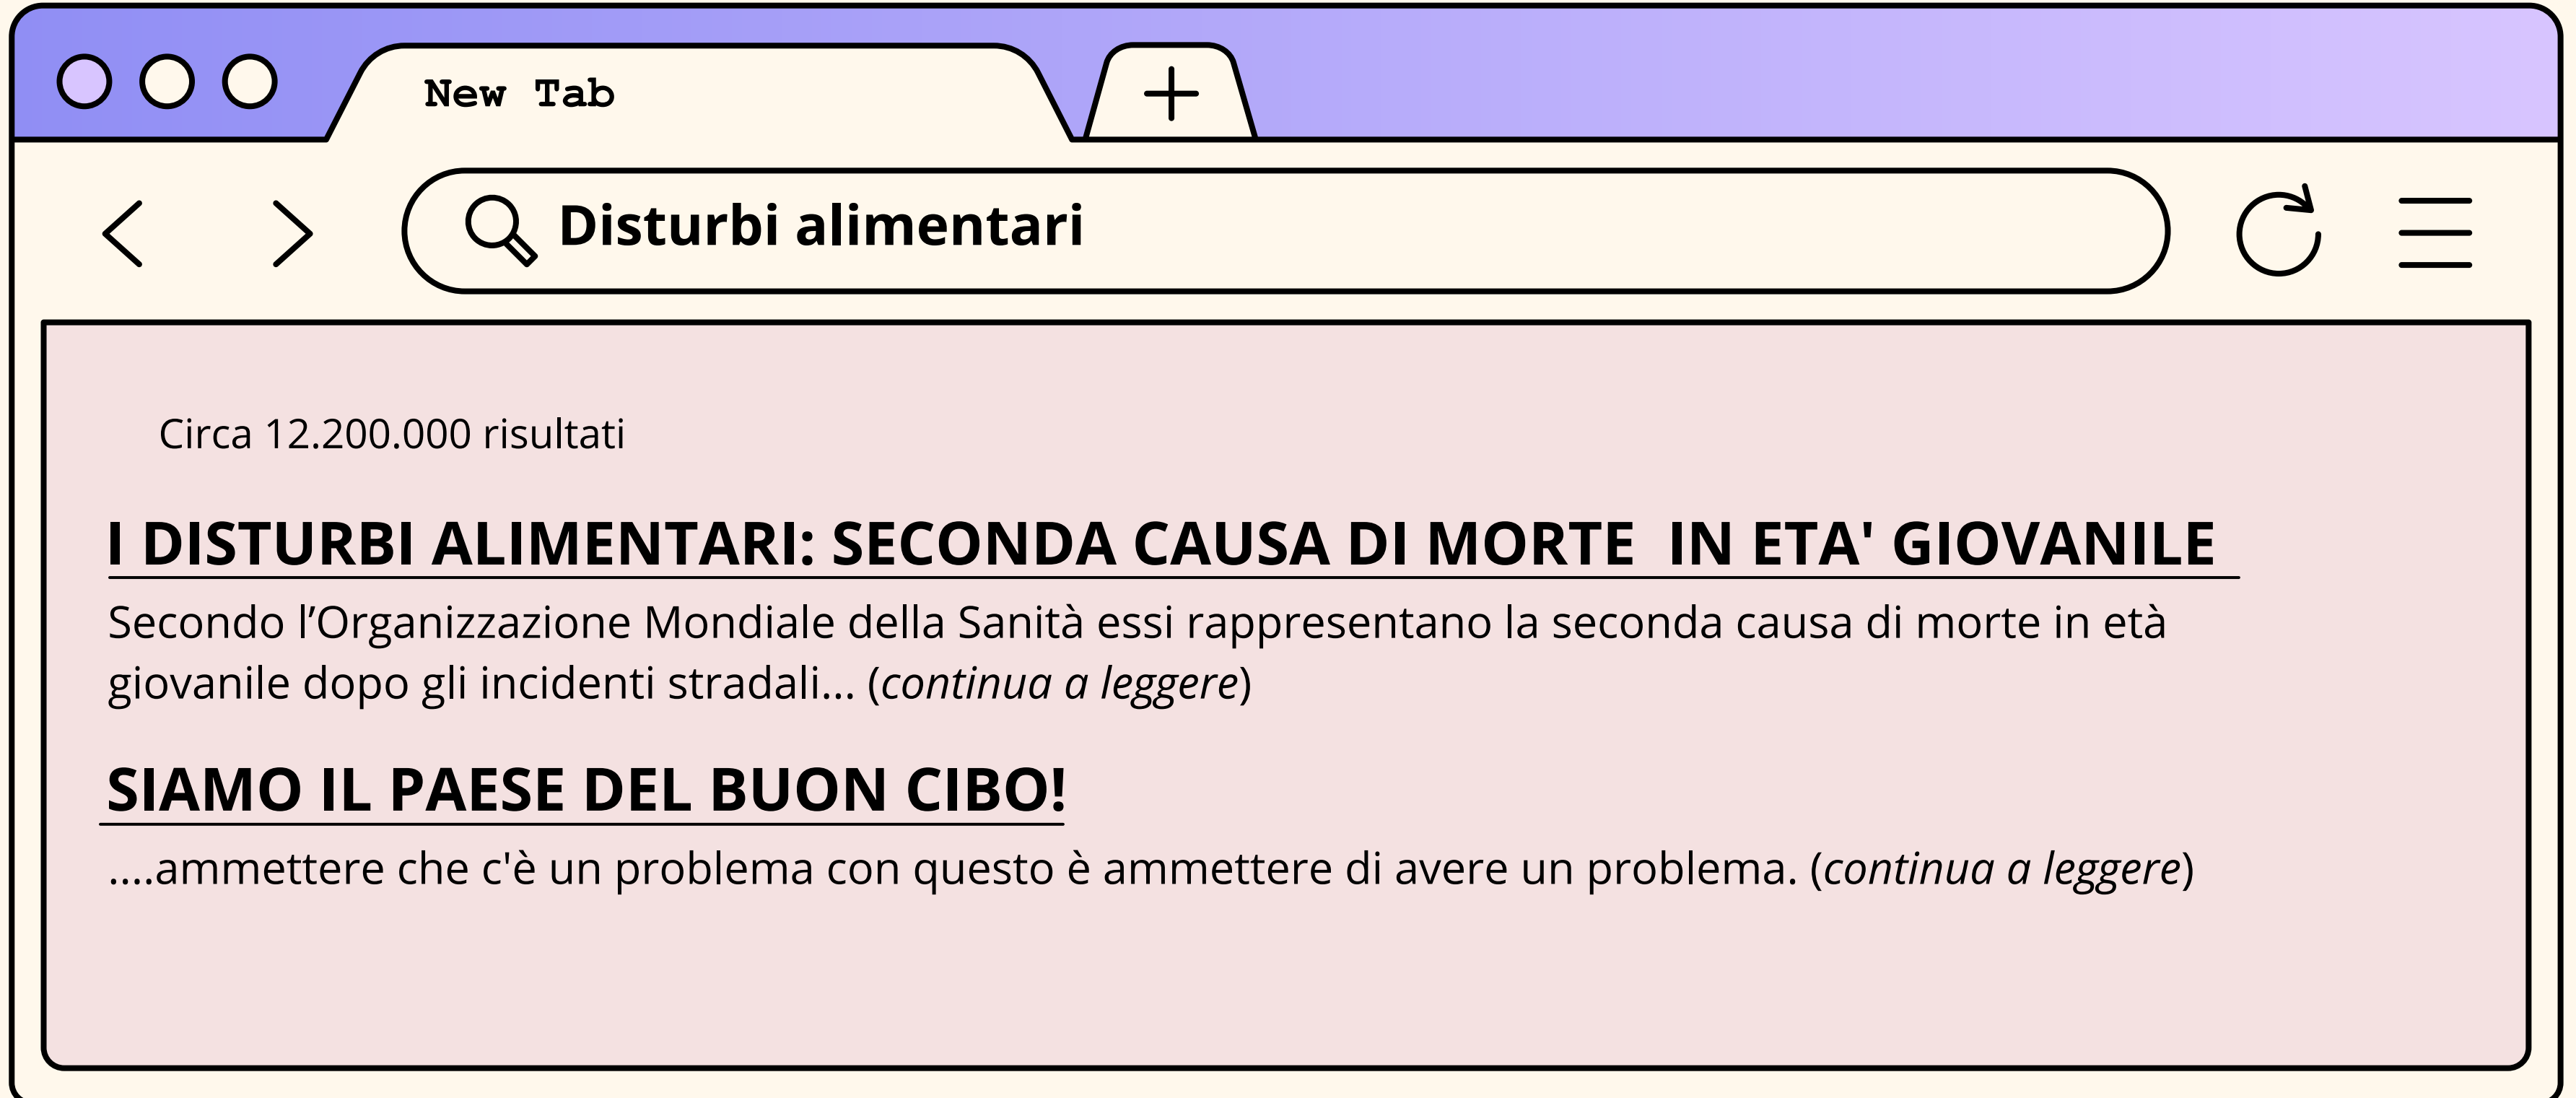 New Tab
Disturbi alimentari
Circa 12.200.000 risultati
I DISTURBI ALIMENTARI: SECONDA CAUSA DI MORTE  IN ETA' GIOVANILE
Secondo l’Organizzazione Mondiale della Sanità essi rappresentano la seconda causa di morte in età
giovanile dopo gli incidenti stradali... (continua a leggere)
SIAMO IL PAESE DEL BUON CIBO!
....ammettere che c'è un problema con questo è ammettere di avere un problema. (continua a leggere)